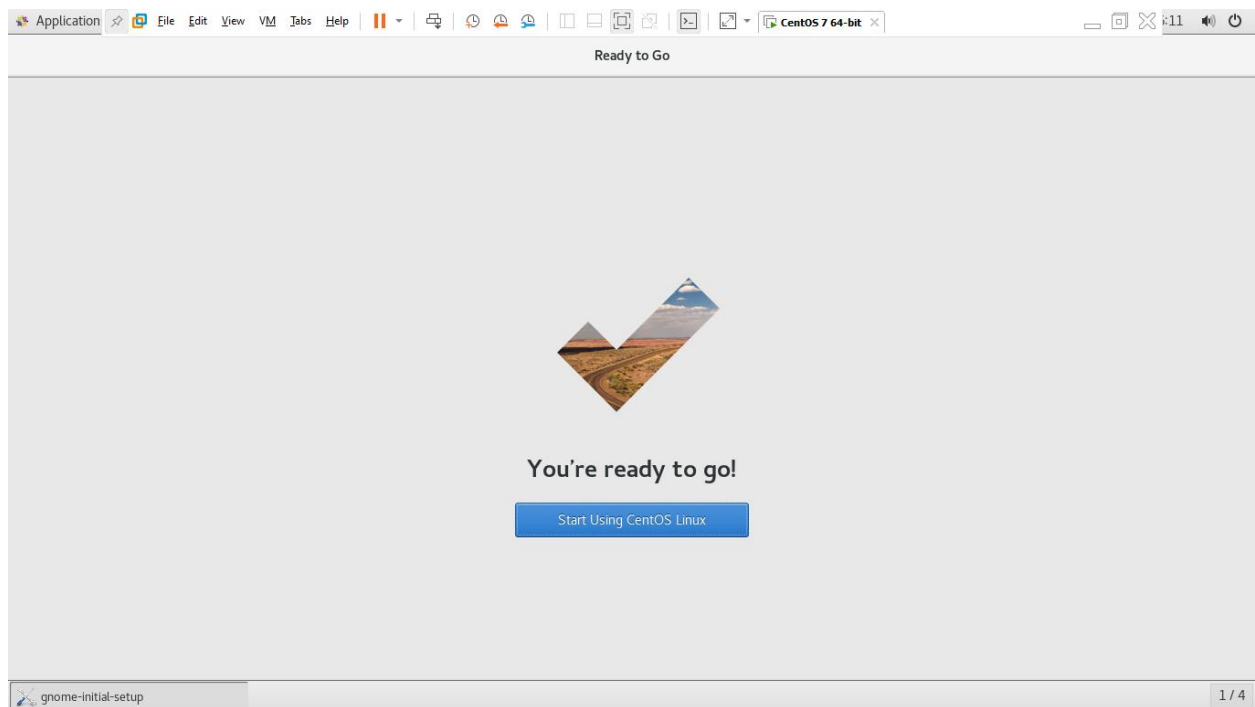 Application File Edit View VM Tabs Help CentOS 7 64-bit :11
Ready to Go
You're ready to go!
Start Using CentOS Linux
gnome-initial-setup 1 / 4